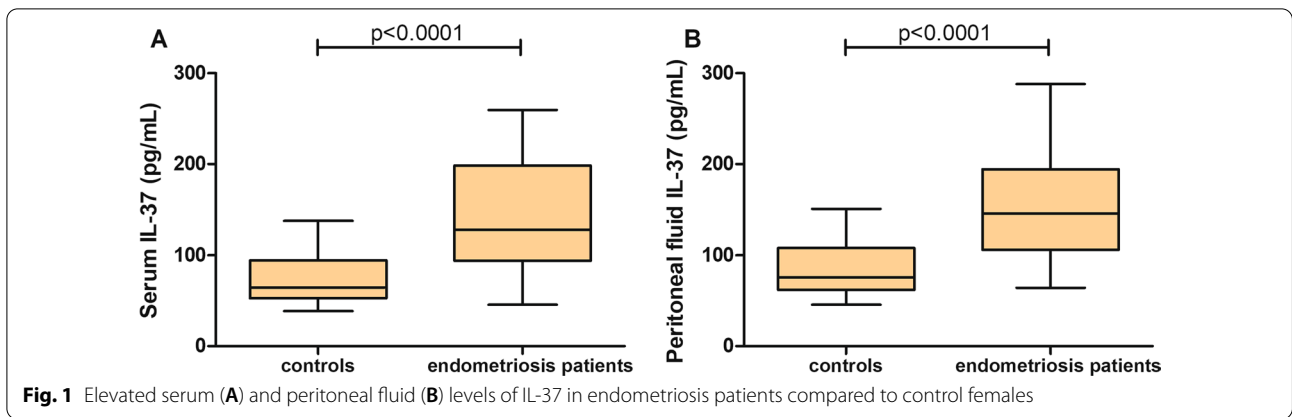 A
p<0.0001
Serum IL-37 (pg/mL)
300
200
100
0
controls endometriosis patients
B
p<0.0001
Peritoneal fluid IL-37 (pg/mL)
300
200
100
0
controls endometriosis patients
Fig. 1 Elevated serum (A) and peritoneal fluid (B) levels of IL-37 in endometriosis patients compared to control females